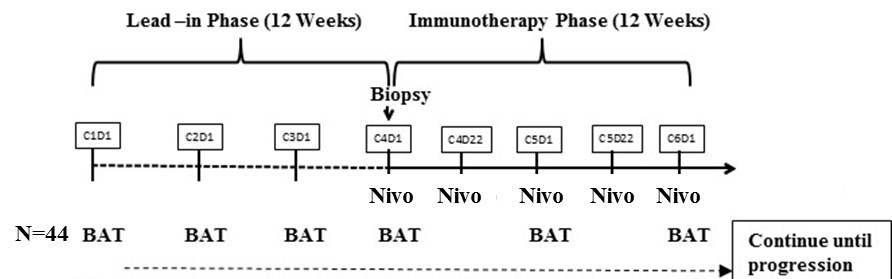 Lead –in Phase (12 Weeks) Immunotherapy Phase (12 Weeks)
Biopsy
C1D1 C2D1 C3D1 C4D1 C4D22 C5D1 C5D22 C6D1
Nivo Nivo Nivo Nivo Nivo
N=44 BAT BAT BAT BAT BAT BAT
Continue until
progression